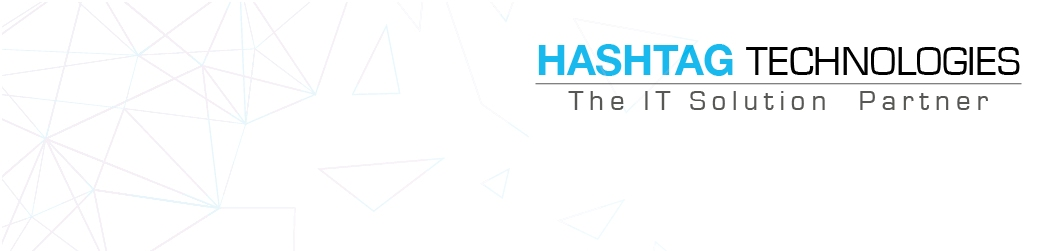 HASHTAG TECHNOLOGIES
The IT Solution Partner